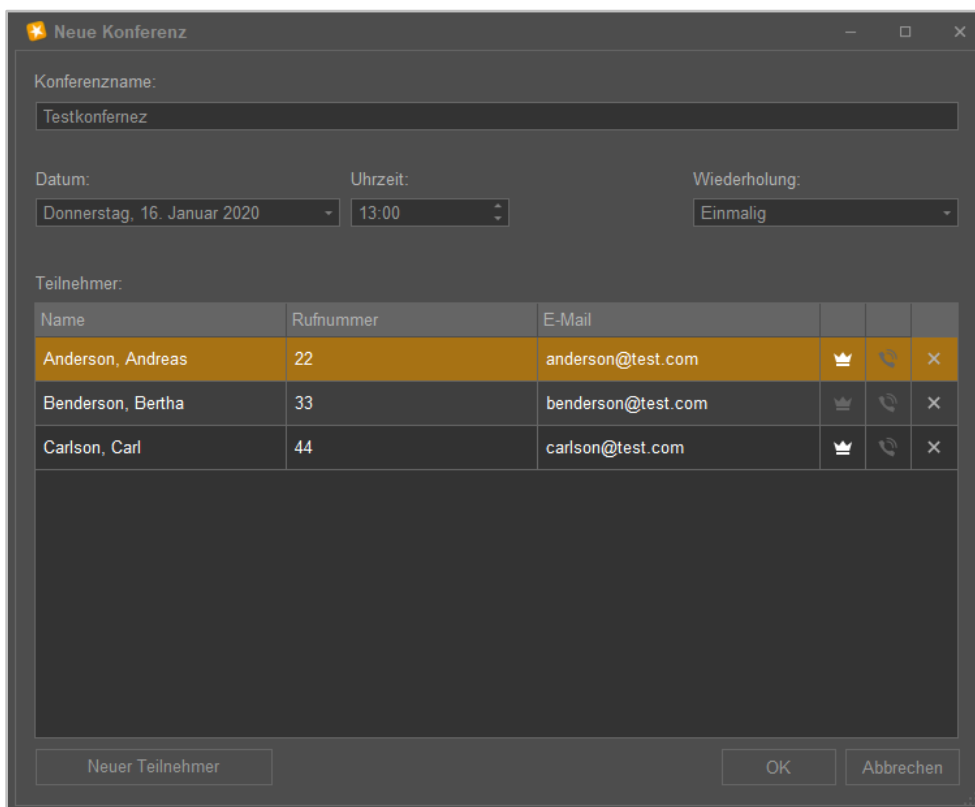 Neue Konferenz
Konferenzname:
Testkonfernez
Datum: Uhrzeit: Wiederholung:
Donnerstag, 16. Januar 2020 13:00 Einmalig
Teilnehmer:
Name Rufnummer E-Mail
Anderson, Andreas 22 anderson@test.com
Benderson, Bertha 33 benderson@test.com
Carlson, Carl 44 carlson@test.com
Neuer Teilnehmer OK Abbrechen